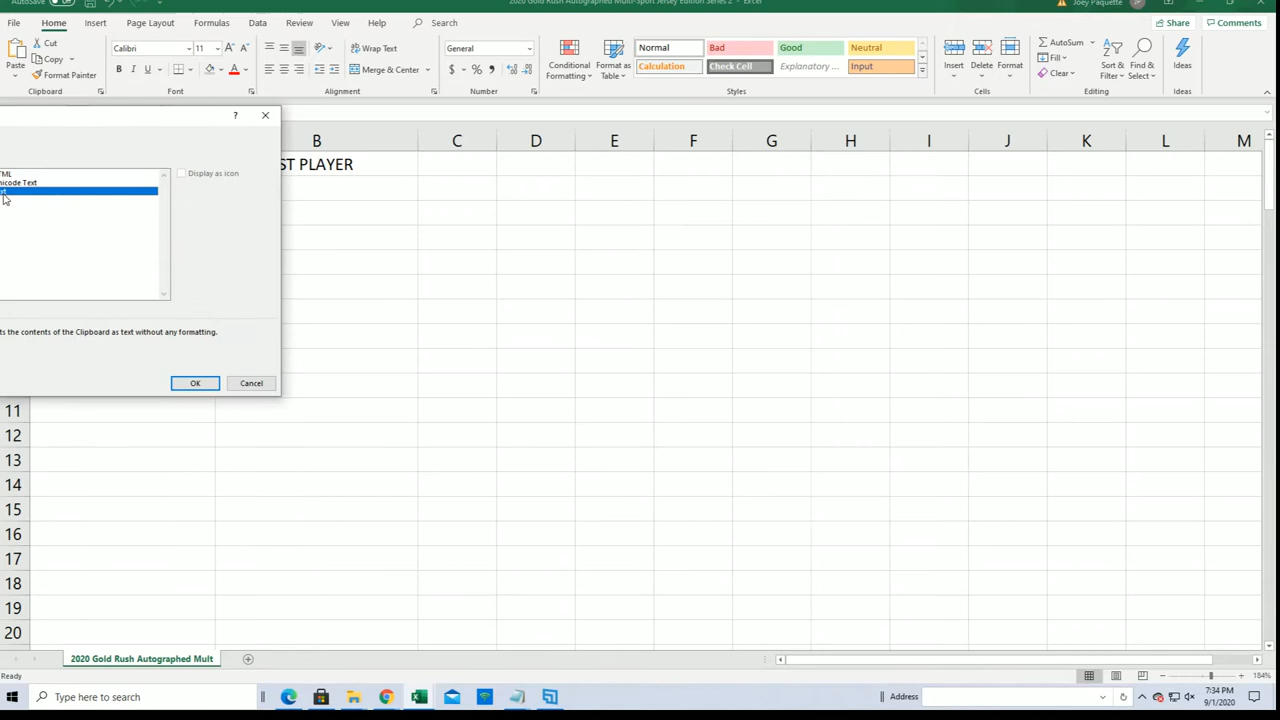 AutoSave
2020 Gold Rush Autographed Multi-Sport Jersey Edition Series 2 - Excel
Joey Paquette
JP
File Home Insert Page Layout Formulas Data Review Help Search
Share Comments
Paste
Cut
Copy
Format Painter
Calibri 11
B I U
Wrap Text
Merge & Center
General
$ % ,
Conditional Formatting
Format as Table
Normal Bad Good Neutral
Calculation Check Cell Explanatory ... Input
Insert Delete Format
AutoSum
Fill
Clear
Sort & Filter
Find & Select
Ideas
Clipboard Font Alignment Number Styles Cells Editing Ideas
?
B C D E F G H I J K L M
ST PLAYER
TML
nicode Text
xt
Display as icon
ts the contents of the Clipboard as text without any formatting.
OK Cancel
11
12
13
14
15
16
17
18
19
20
2020 Gold Rush Autographed Mult
Ready
184%
Type here to search
Address
7:34 PM
9/1/2020